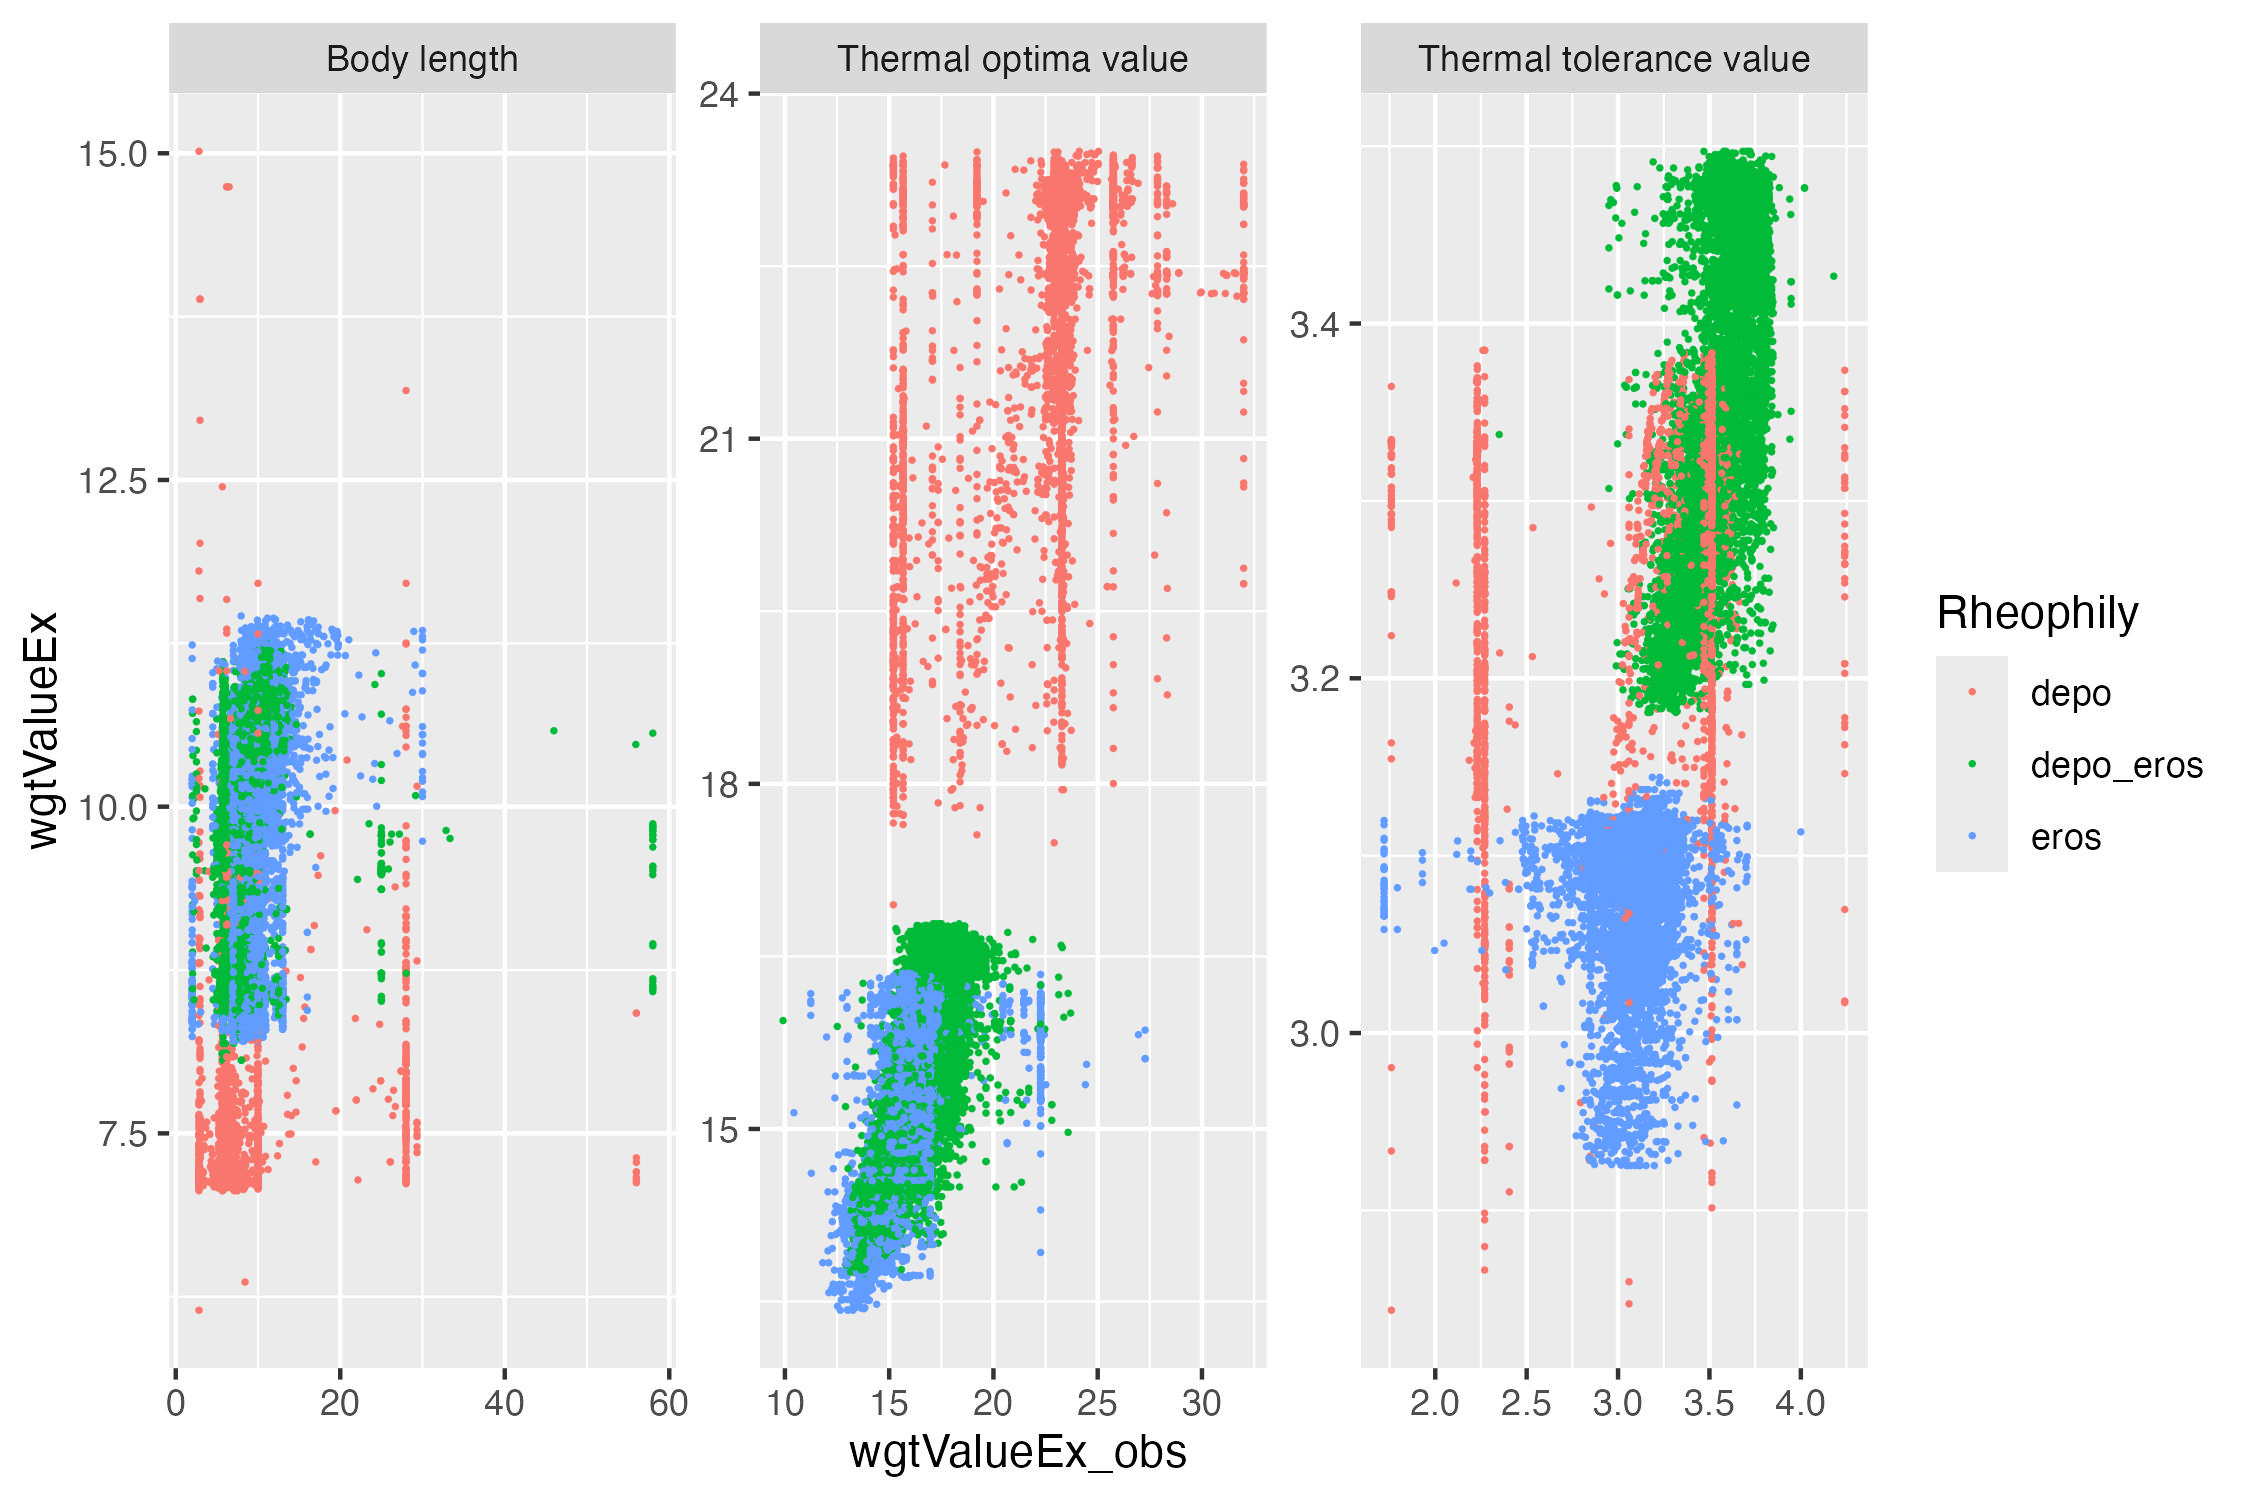 Body length
Thermal optima value
Thermal tolerance value
wgtValueEx
15.0
12.5
10.0
7.5
0 20 40 60
24
21
18
15
10 15 20 25 30
3.4
3.2
3.0
2.0 2.5 3.0 3.5 4.0
wgtValueEx_obs
Rheophily
depo
depo_eros
eros